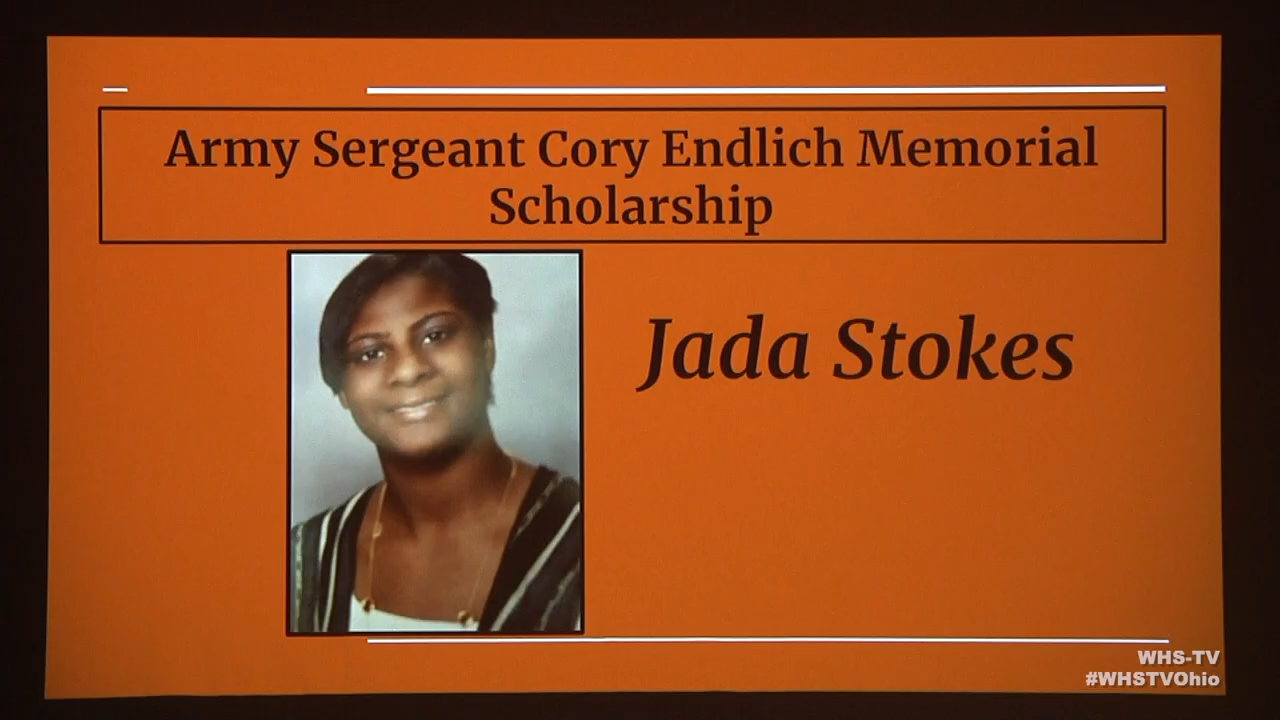 Army Sergeant Cory Endlich Memorial
Scholarship
Jada Stokes
WHS-TV
#WHSTVOhio